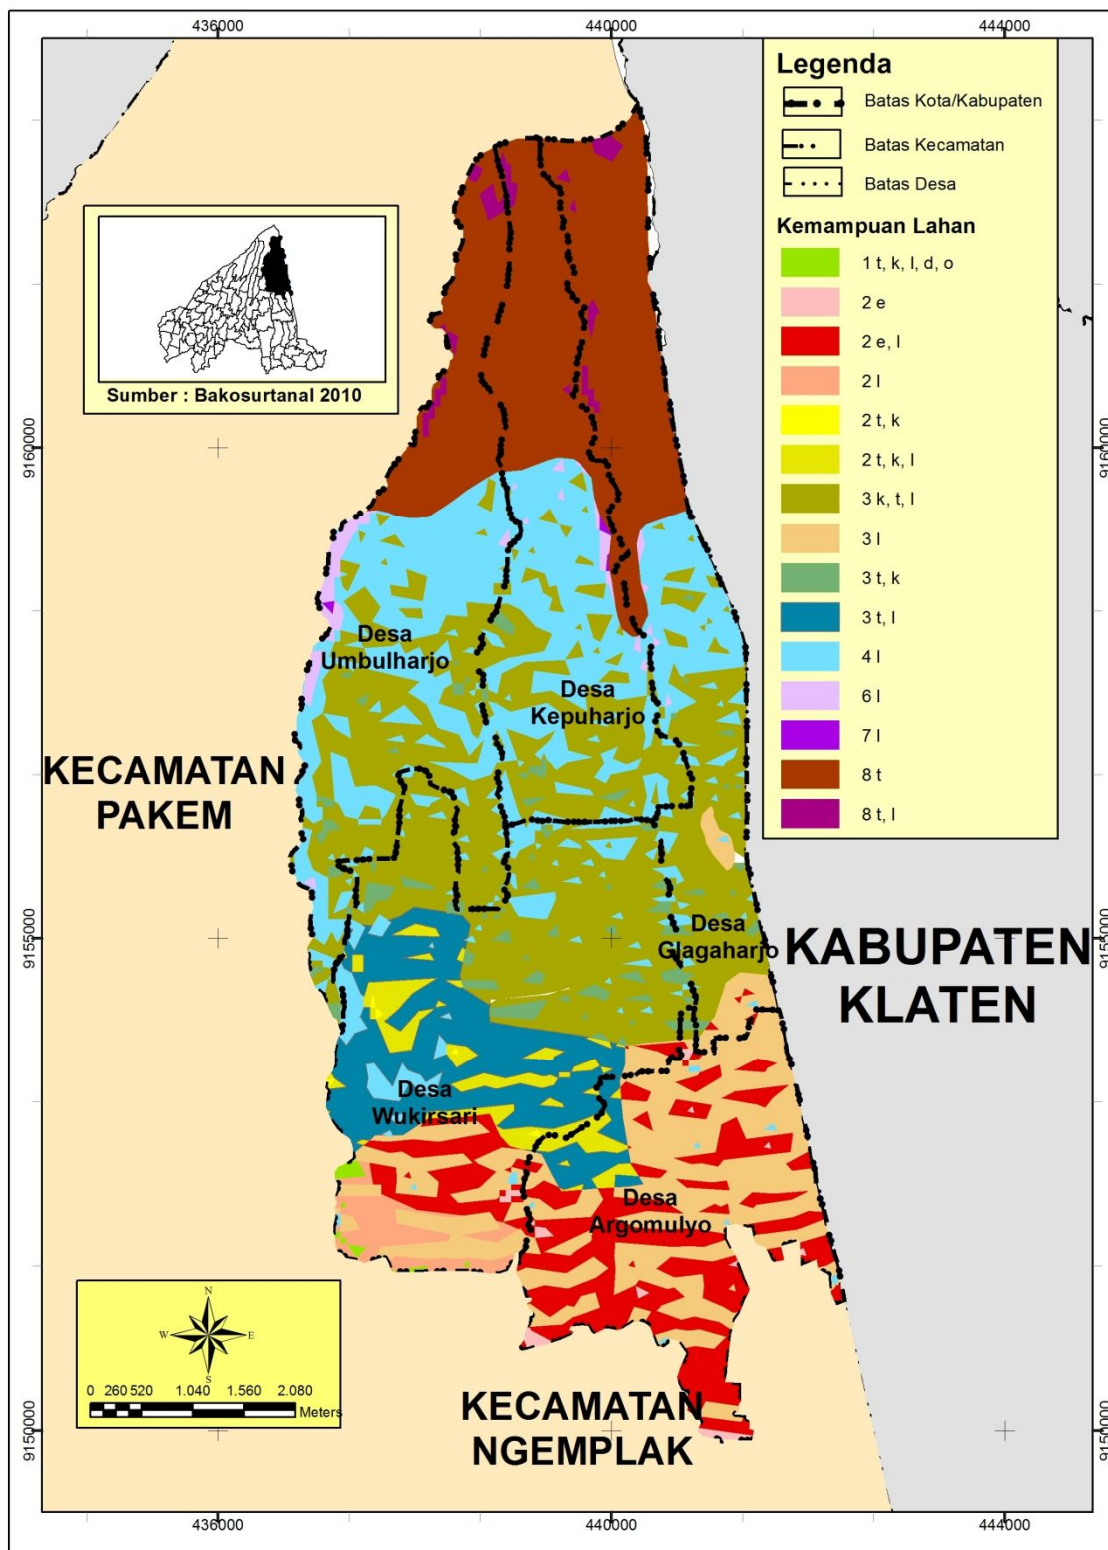 436000
440000
444000
Legenda
Batas Kota/Kabupaten
Batas Kecamatan
Batas Desa
Kemampuan Lahan
1 t, k, l, d, o
2 e
2 e, l
2 l
2 t, k
2 t, k, l
3 k, t, l
3 l
3 t, k
3 t, l
4 l
6 l
7 l
8 t
8 t, l
Sumber : Bakosurtanal 2010
9160000
9160000
Desa
Umbulharjo
Desa
Kepuharjo
KECAMATAN
PAKEM
9155000
9155000
Desa
Glagaharjo
KABUPATEN
KLATEN
Desa
Wukirsari
Desa
Argomulyo
N
W
E
S
0 260 520 1.040 1.560 2.080
Meters
KECAMATAN
NGEMPLAK
9150000
9150000
436000
440000
444000